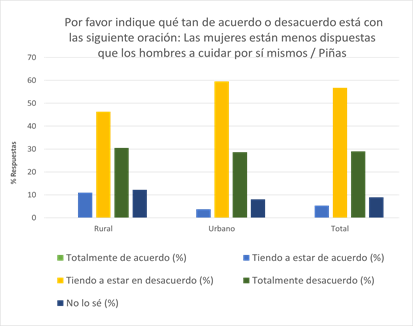 Por favor indique qué tan de acuerdo o desacuerdo está con
las siguiente oración: Las mujeres están menos dispuestas
que los hombres a cuidar por sí mismos / Piñas
70
60
50
40
30
20
10
0
% Respuestas
Rural Urbano Total
Totalmente de acuerdo (%) Tiendo a estar de acuerdo (%)
Tiendo a estar en desacuerdo (%) Totalmente desacuerdo (%)
No lo sé (%)